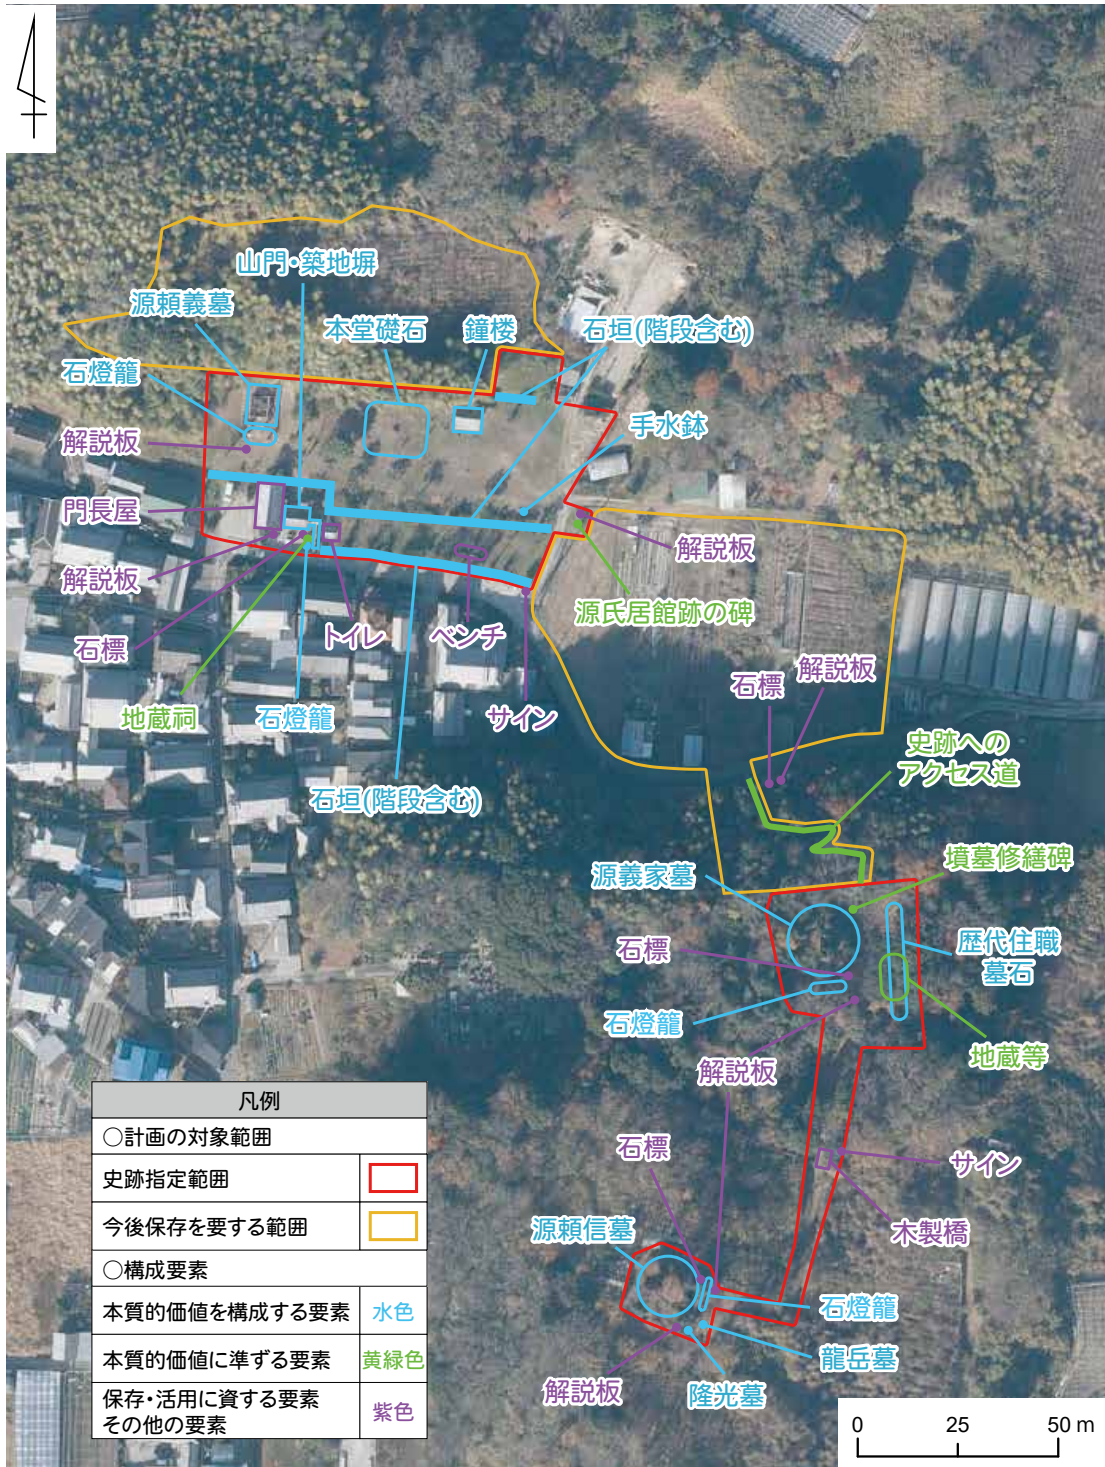 山門・築地塀
源頼義墓
本堂礎石
鐘楼
石垣(階段含む)
石燈籠
手水鉢
解説板
門長屋
解説板
解説板
源氏居館跡の碑
トイレ
ベンチ
石標
解説板
石標
地蔵祠
石燈籠
サイン
史跡への
アクセス道
石垣(階段含む)
墳墓修繕碑
源義家墓
石標
歴代住職
墓石
石燈籠
地蔵等
解説板
石標
サイン
木製橋
源頼信墓
石燈籠
龍岳墓
解説板
隆光墓
凡例
○計画の対象範囲
史跡指定範囲
今後保存を要する範囲
○構成要素
本質的価値を構成する要素 水色
本質的価値に準ずる要素 黄緑色
保存・活用に資する要素
その他の要素 紫色
0 25 50 m